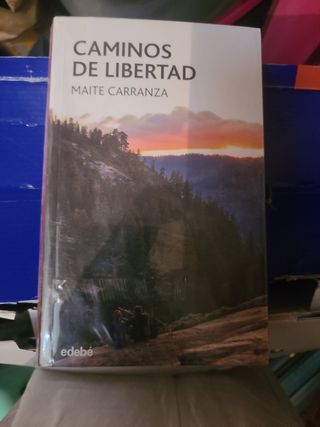 CAMINOS
DE LIBERTAD
MAITE CARRANZA
edebé